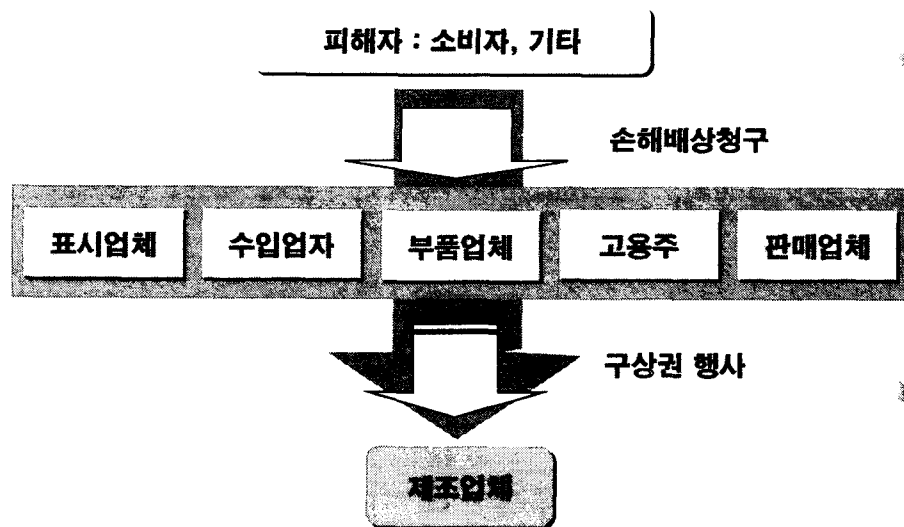 피해자 : 소비자, 기타
손해배상청구
표시업체 수입업자 부품업체 고용주 판매업체
구상권 행사
제조업체